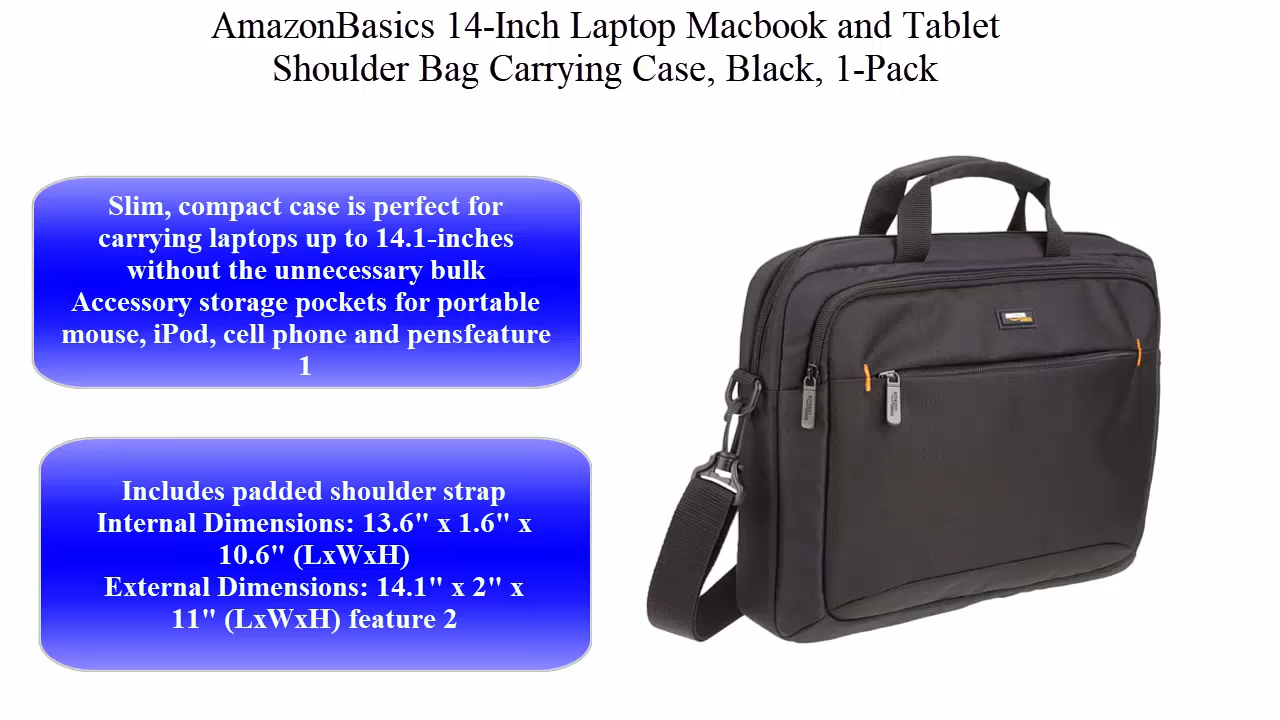 AmazonBasics 14-Inch Laptop Macbook and Tablet
Shoulder Bag Carrying Case, Black, 1-Pack
Slim, compact case is perfect for
carrying laptops up to 14.1-inches
without the unnecessary bulk
Accessory storage pockets for portable
mouse, iPod, cell phone and pensfeature
1
Includes padded shoulder strap
Internal Dimensions: 13.6" x 1.6" x
10.6" (LxWxH)
External Dimensions: 14.1" x 2" x
11" (LxWxH) feature 2